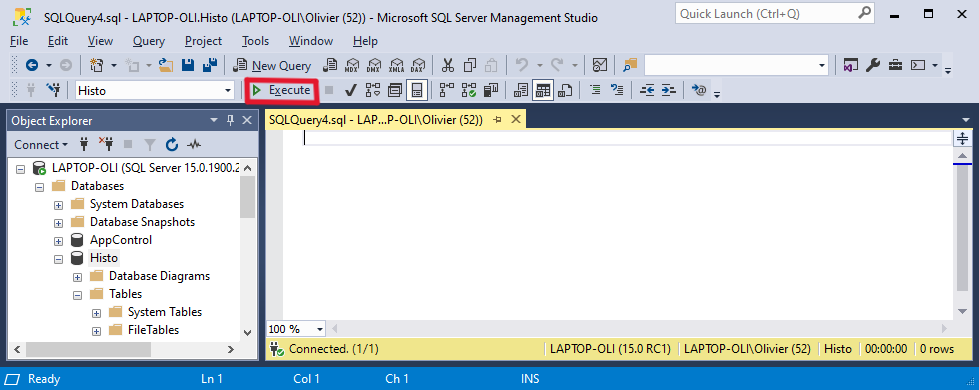 SQLQuery4.sql - LAPTOP-OLI.Histo (LAPTOP-OLI\Olivier (52)) - Microsoft SQL Server Management Studio
Quick Launch (Ctrl+Q)
File Edit View Query Project Tools Window Help
New Query MDX DMX XMLA DAX
Histo Execute
Object Explorer
SQLQuery4.sql - LAP...P-OLI\Olivier (52))
Connect
LAPTOP-OLI (SQL Server 15.0.1900.2
Databases
System Databases
Database Snapshots
AppControl
Histo
Database Diagrams
Tables
System Tables
FileTables
100 %
Connected. (1/1) LAPTOP-OLI (15.0 RC1) LAPTOP-OLI\Olivier (52) Histo 00:00:00 0 rows
Ready Ln 1 Col 1 Ch 1 INS